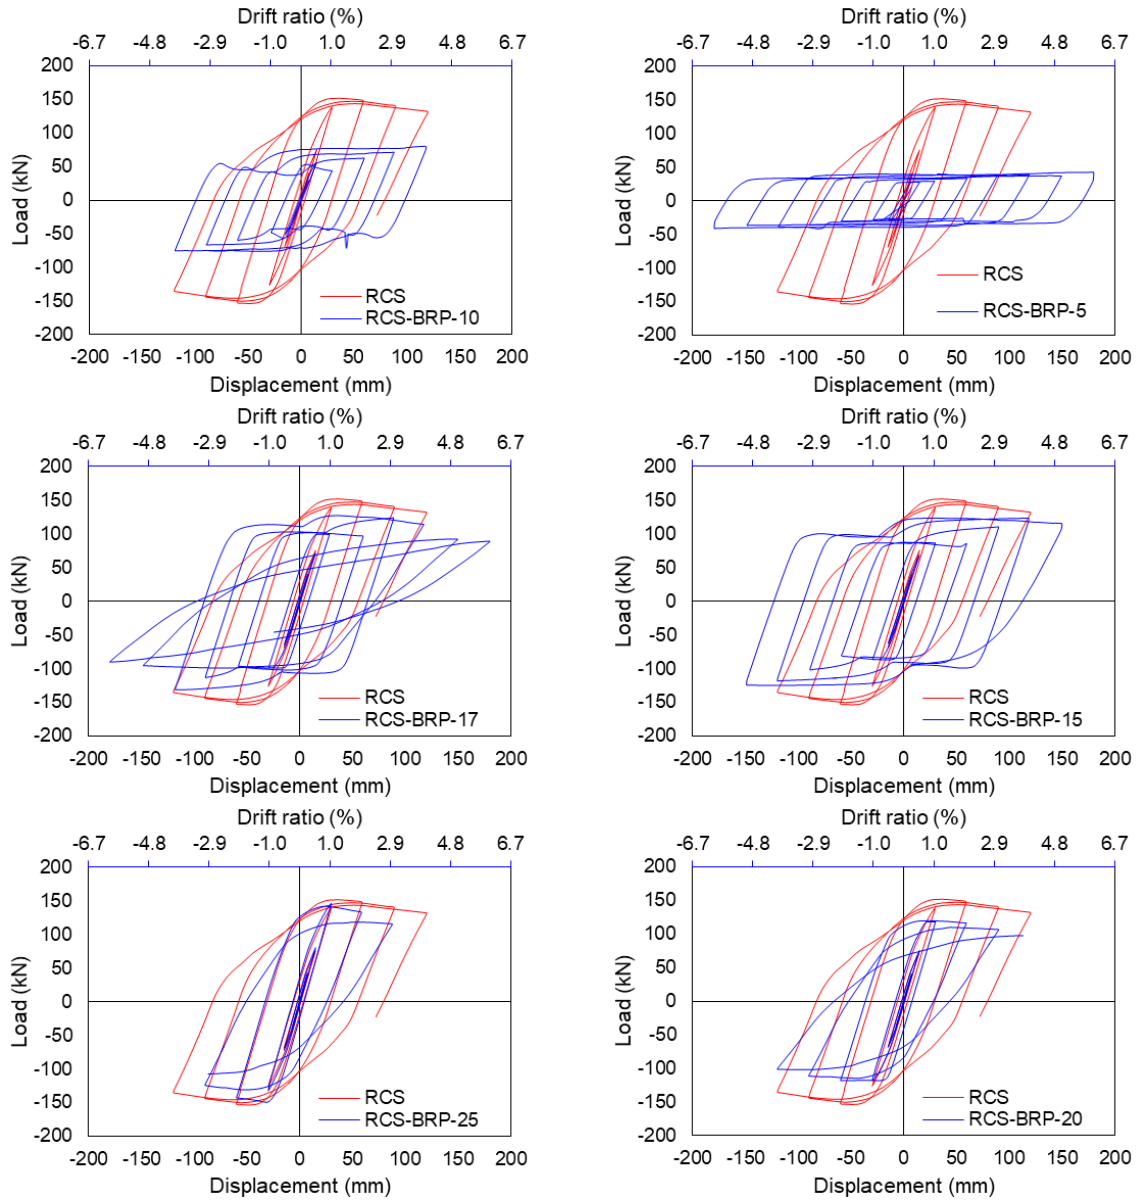 Drift ratio (%)
-6.7 -4.8 -2.9 -1.0 1.0 2.9 4.8 6.7
200
150
100
50
0
-50
-100
-150
-200
Load (kN)
RCS
RCS-BRP-10
-200 -150 -100 -50 0 50 100 150 200
Displacement (mm)
Drift ratio (%)
-6.7 -4.8 -2.9 -1.0 1.0 2.9 4.8 6.7
200
150
100
50
0
-50
-100
-150
-200
Load (kN)
RCS
RCS-BRP-5
-200 -150 -100 -50 0 50 100 150 200
Displacement (mm)
Drift ratio (%)
-6.7 -4.8 -2.9 -1.0 1.0 2.9 4.8 6.7
200
150
100
50
0
-50
-100
-150
-200
Load (kN)
RCS
RCS-BRP-17
-200 -150 -100 -50 0 50 100 150 200
Displacement (mm)
Drift ratio (%)
-6.7 -4.8 -2.9 -1.0 1.0 2.9 4.8 6.7
200
150
100
50
0
-50
-100
-150
-200
Load (kN)
RCS
RCS-BRP-15
-200 -150 -100 -50 0 50 100 150 200
Displacement (mm)
Drift ratio (%)
-6.7 -4.8 -2.9 -1.0 1.0 2.9 4.8 6.7
200
150
100
50
0
-50
-100
-150
-200
Load (kN)
RCS
RCS-BRP-25
-200 -150 -100 -50 0 50 100 150 200
Displacement (mm)
Drift ratio (%)
-6.7 -4.8 -2.9 -1.0 1.0 2.9 4.8 6.7
200
150
100
50
0
-50
-100
-150
-200
Load (kN)
RCS
RCS-BRP-20
-200 -150 -100 -50 0 50 100 150 200
Displacement (mm)